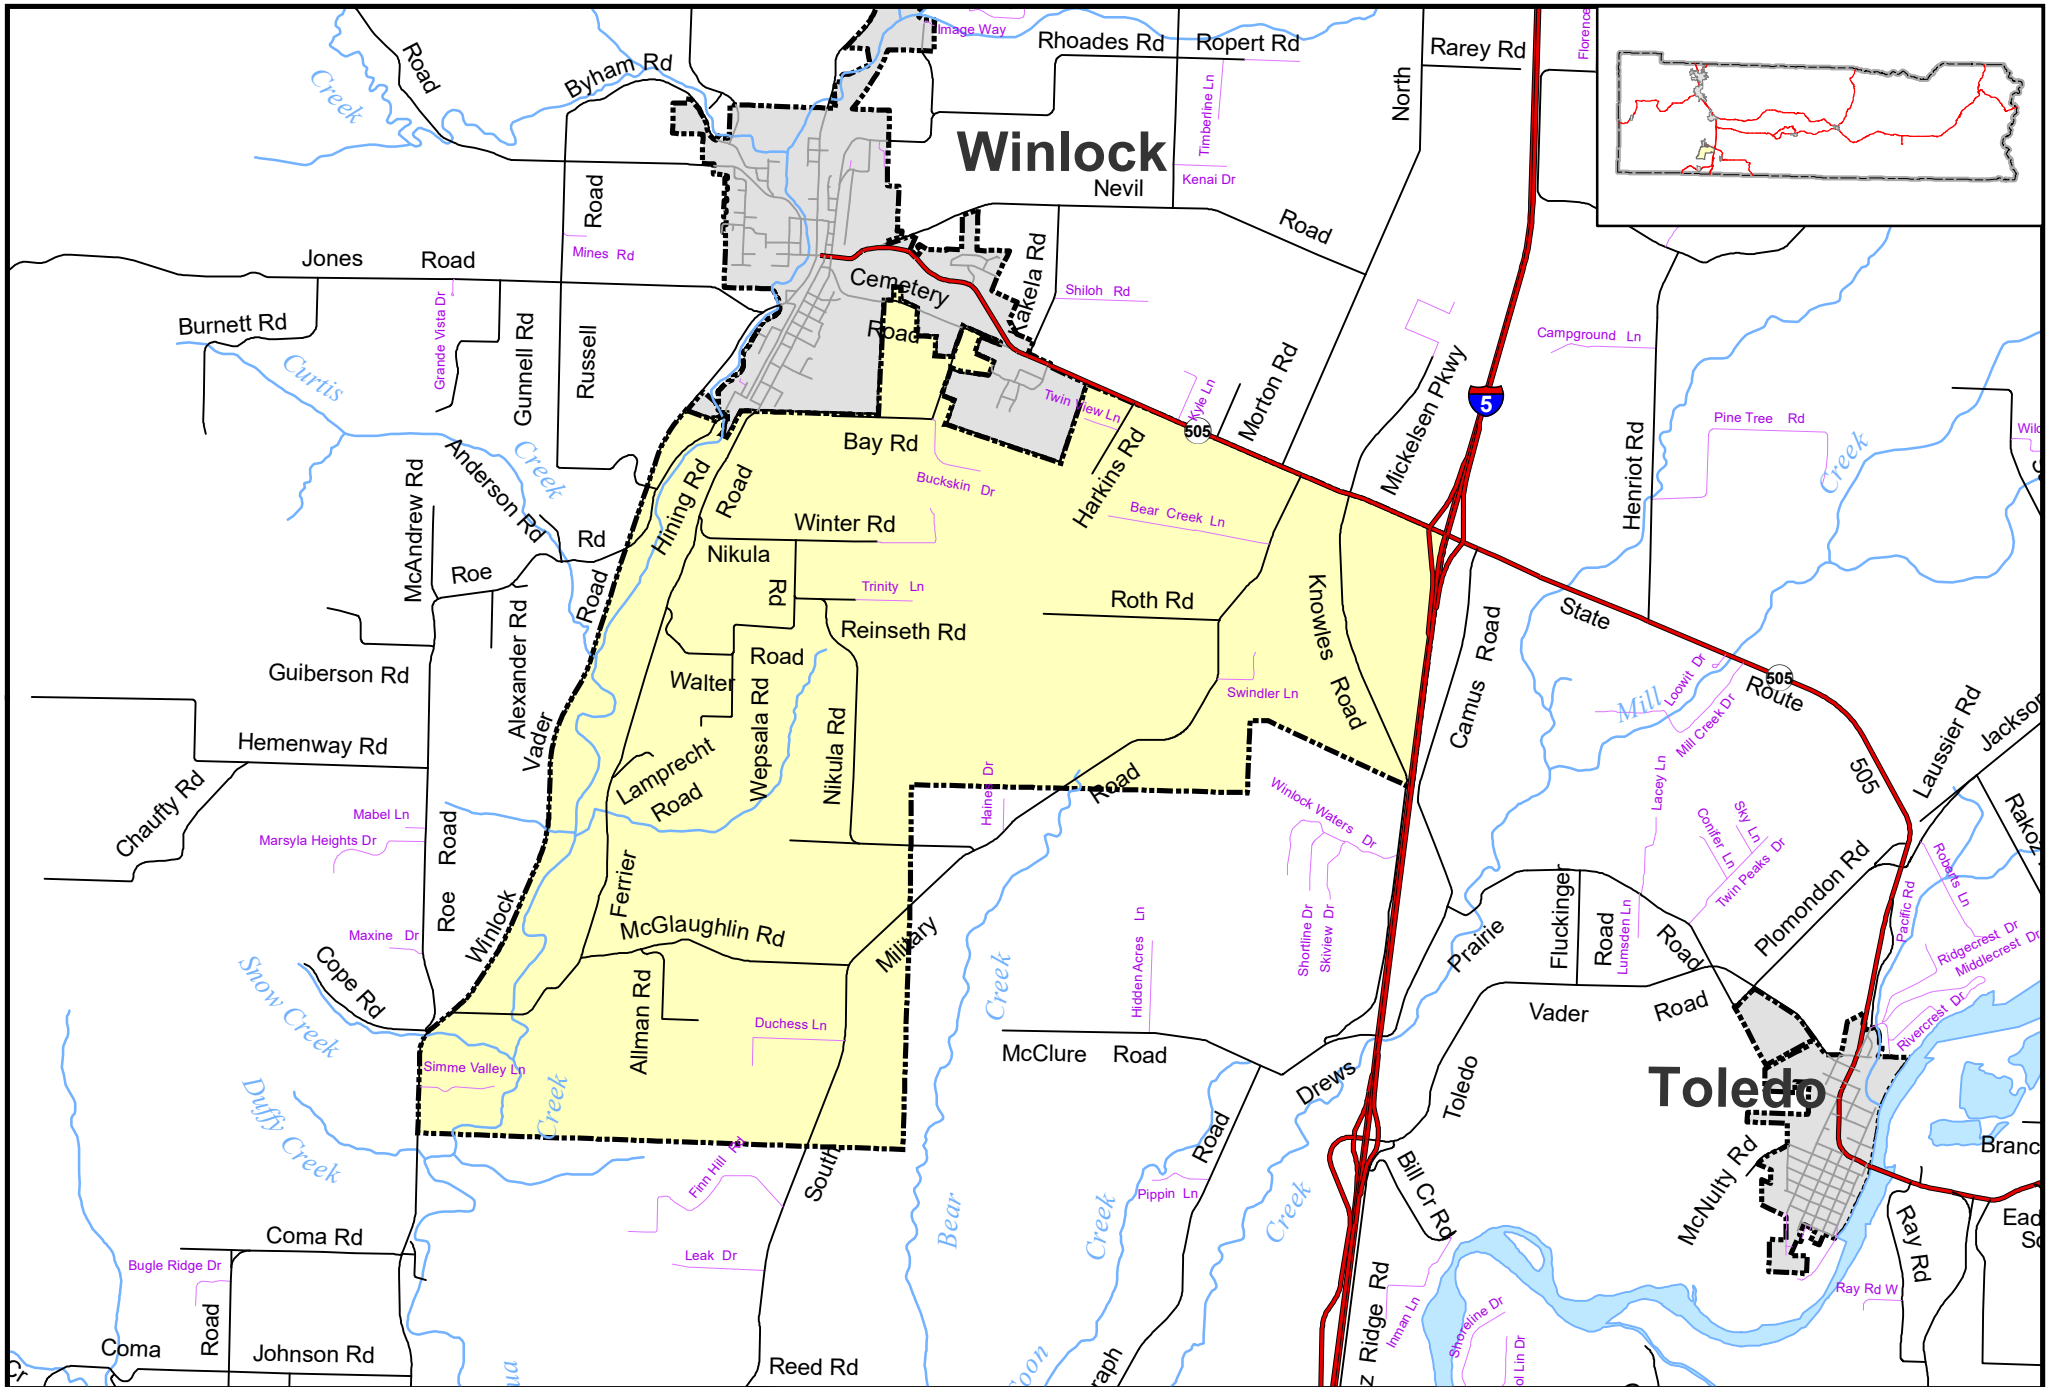 Image Way
Florence
Rhoades Rd
Ropert Rd
Rarey Rd
Road
Byham Rd
Creek
Timberline Ln
North
Winlock
Kenai Dr
Nevil
Road
Road
Mines Rd
Jones Road
Kakela Rd
Shiloh Rd
Cemetery
Road
Grande Vista Dr
Burnett Rd
Gunnell Rd
Russell
Curtis
Creek
Campground Ln
Morton Rd
Mickelsen Pkwy
5
Kyle Ln
Twin View Ln
505
Pine Tree Rd
Creek
Henriot Rd
Bay Rd
Buckskin Dr
Harkins Rd
Bear Creek Ln
Anderson Rd
McAndrew Rd
Hining Rd
Road
Winter Rd
Nikula
Rd
Rd
Roe
Road
Trinity Ln
Roth Rd
Knowles Road
Reinseth Rd
Alexander Rd
Guiberson Rd
Road
Walter
Wepsala Rd
Swindler Ln
Camus Road
State
Route
505
505
Mill
Loowit Dr
Mill Creek Dr
Laussier Rd
Jackson
Hemenway Rd
Vader
Nikula Rd
Lamprecht
Road
Chaufty Rd
Mabel Ln
Marsyla Heights Dr
Roe Road
Haines Dr
Road
Winlock Waters Dr
Lacey Ln
Sky Ln
Conifer Ln
Twin Peaks Dr
Plomondon Rd
Roberts Ln
Pacific Rd
Ferrier
McGlaughlin Rd
Military
Winlock
Maxine Dr
Cope Rd
Snow Creek
Hidden Acres Ln
Shortline Dr
Skiview Dr
Prairie
Fluckinger
Road
Lumsden Ln
Road
Ridgecrest Dr
Middlecrest Dr
Rivercrest Dr
Creek
Allman Rd
Duchess Ln
Simme Valley Ln
Creek
Duffy Creek
McClure Road
Drews
Vader
Road
Toledo
Toledo
Finn Hill Rd
South
Bear
Road
Pippin Ln
Creek
Creek
Bill Cr Rd
McNulty Rd
Ray Rd
Ray Rd W
Coma Rd
Bugle Ridge Dr
Road
Leak Dr
Coma
Johnson Rd
Reed Rd
Inman Ln
Shoreline Dr
Ridge Rd